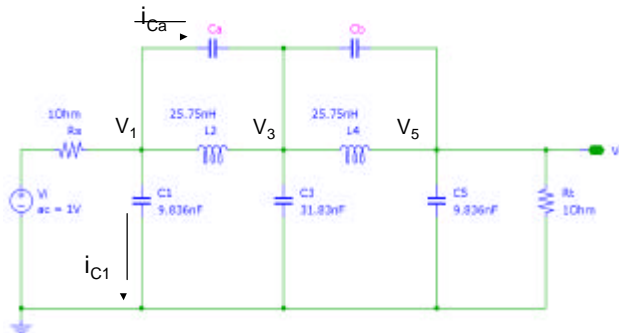 iCa
Ca
Cb
1Ohm
Rs
V1
25.75nH
L2
V3
25.75nH
L4
V5
V
Vi
ac = 1V
C1
9.836nF
C3
31.83nF
C5
9.836nF
Rt
1Ohm
iC1